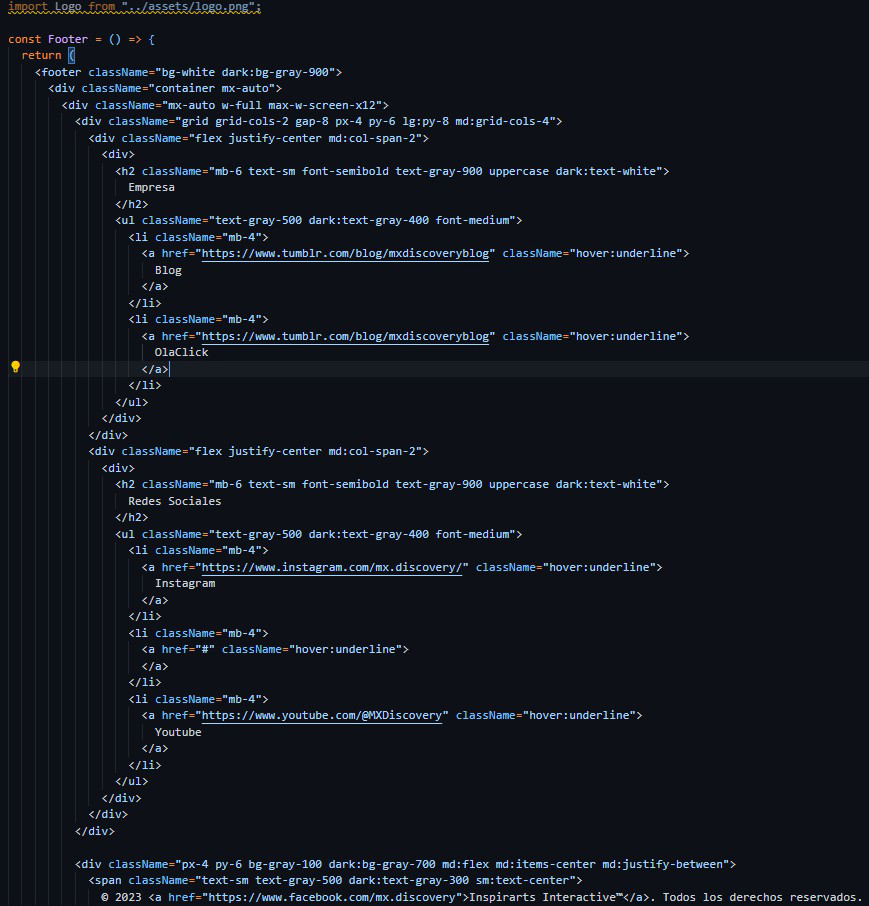 import Logo from "../assets/logo.png";
const Footer = () => {
return (
<footer className="bg-white dark:bg-gray-900">
<div className="container mx-auto">
<div className="mx-auto w-full max-w-screen-x12">
<div className="grid grid-cols-2 gap-8 px-4 py-6 lg:py-8 md:grid-cols-4">
<div className="flex justify-center md:col-span-2">
<div>
<h2 className="mb-6 text-sm font-semibold text-gray-900 uppercase dark:text-white">
Empresa
</h2>
<ul className="text-gray-500 dark:text-gray-400 font-medium">
<li className="mb-4">
<a href="https://www.tumblr.com/blog/mxdiscoveryblog" className="hover:underline">
Blog
</a>
</li>
<li className="mb-4">
<a href="https://www.tumblr.com/blog/mxdiscoveryblog" className="hover:underline">
OlaClick
</a>
</li>
</ul>
</div>
</div>
<div className="flex justify-center md:col-span-2">
<div>
<h2 className="mb-6 text-sm font-semibold text-gray-900 uppercase dark:text-white">
Redes Sociales
</h2>
<ul className="text-gray-500 dark:text-gray-400 font-medium">
<li className="mb-4">
<a href="https://www.instagram.com/mx.discovery/" className="hover:underline">
Instagram
</a>
</li>
<li className="mb-4">
<a href="#" className="hover:underline">
</a>
</li>
<li className="mb-4">
<a href="https://www.youtube.com/@MXDiscovery" className="hover:underline">
Youtube
</a>
</li>
</ul>
</div>
</div>
</div>
<div className="px-4 py-6 bg-gray-100 dark:bg-gray-700 md:flex md:items-center md:justify-between">
<span className="text-sm text-gray-500 dark:text-gray-300 sm:text-center">
© 2023 <a href="https://www.facebook.com/mx.discovery">Inspirarts Interactive™</a>. Todos los derechos reservados.